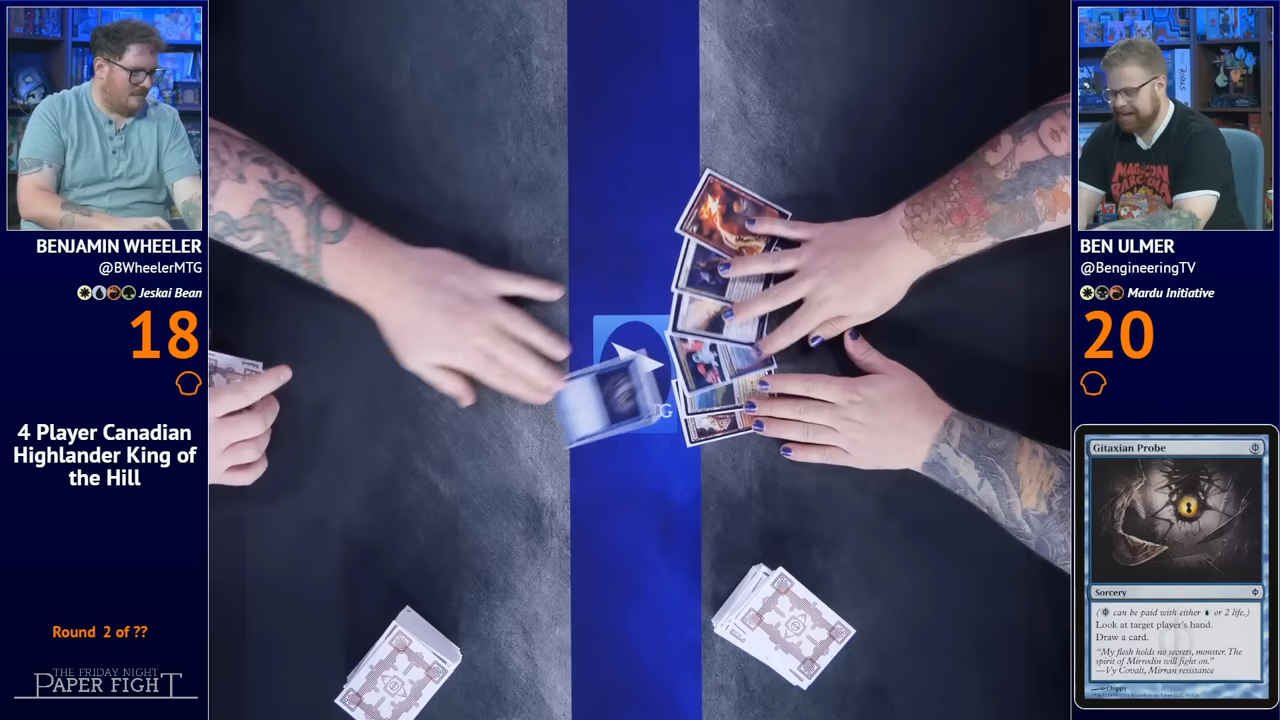 BENJAMIN WHEELER
@BWheelerMTG
Jeskai Bean
18
4 Player Canadian
Highlander King of
the Hill
Round 2 of ??
THE FRIDAY NIGHT
PAPER FIGHT
TG
BEN ULMER
@BengineeringTV
Mardu Initiative
20
Gitaxian Probe
Sorcery
( can be paid with either or 2 life.)
Look at target player's hand.
Draw a card.
"My flesh holds no secrets, monster. The
spirit of Mirrodin will fight on."
—Vy Covalt, Mirran resistance
Chippy